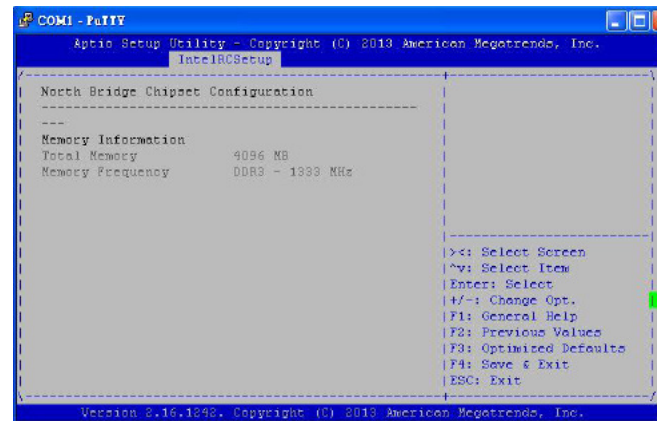 COM1 - PuTTY
Aptio Setup Utility - Copyright (C) 2013 American Megatrends, Inc.
IntelRCSetup
North Bridge Chipset Configuration
---
Memory Information
Total Memory 4096 MB
Memory Frequency DDR3 - 1333 MHz
><: Select Screen
^v: Select Item
Enter: Select
+/-: Change Opt.
F1: General Help
F2: Previous Values
F3: Optimized Defaults
F4: Save & Exit
ESC: Exit
Version 2.16.1242. Copyright (C) 2013 American Megatrends, Inc.